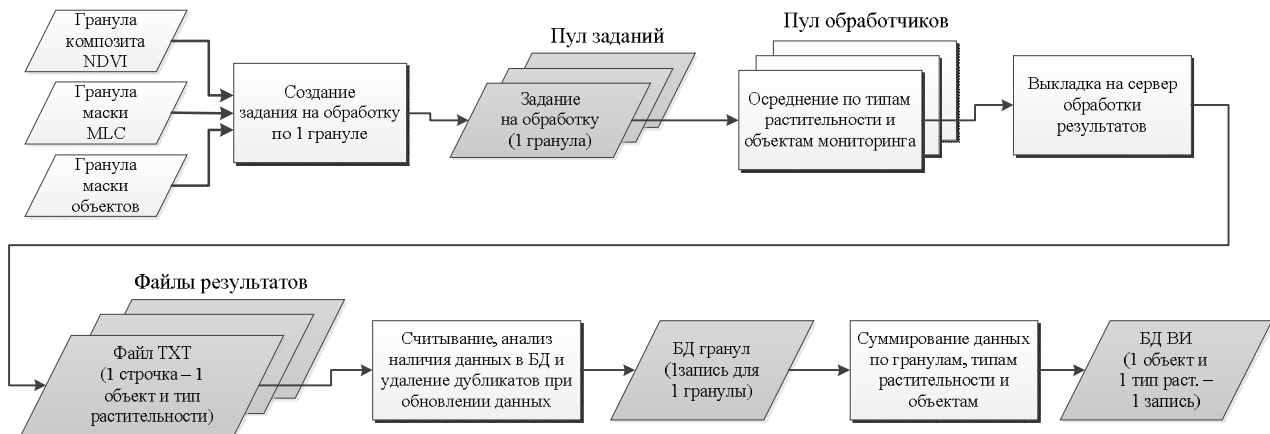 Гранула
композита
NDVI
Гранула
маски
MLC
Гранула
маски
объектов
Создание
задания на обработку
по 1 грануле
Пул заданий
Задание
на обработку
(1 гранула)
Пул обработчиков
Осреднение по типам
растительности и
объектам мониторинга
Выкладка на сервер
обработки
результатов
Файлы результатов
Файл TXT
(1 строчка – 1
объект и тип
растительности)
Считывание, анализ
наличия данных в БД и
удаление дубликатов при
обновлении данных
БД гранул
(1запись для
1 гранулы)
Суммирование данных
по гранулам, типам
растительности и
объектам
БД ВИ
(1 объект и
1 тип раст. –
1 запись)